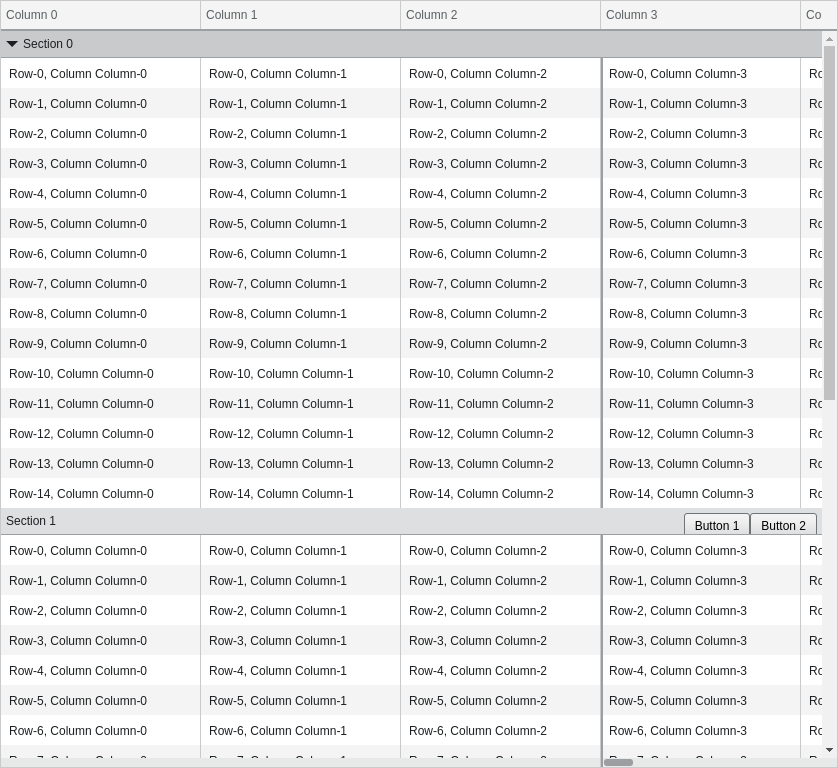 Column 0 Column 1 Column 2 Column 3 Co
Section 0
Row-0, Column Column-0 Row-0, Column Column-1 Row-0, Column Column-2 Row-0, Column Column-3 Ro
Row-1, Column Column-0 Row-1, Column Column-1 Row-1, Column Column-2 Row-1, Column Column-3 Ro
Row-2, Column Column-0 Row-2, Column Column-1 Row-2, Column Column-2 Row-2, Column Column-3 Ro
Row-3, Column Column-0 Row-3, Column Column-1 Row-3, Column Column-2 Row-3, Column Column-3 Ro
Row-4, Column Column-0 Row-4, Column Column-1 Row-4, Column Column-2 Row-4, Column Column-3 Ro
Row-5, Column Column-0 Row-5, Column Column-1 Row-5, Column Column-2 Row-5, Column Column-3 Ro
Row-6, Column Column-0 Row-6, Column Column-1 Row-6, Column Column-2 Row-6, Column Column-3 Ro
Row-7, Column Column-0 Row-7, Column Column-1 Row-7, Column Column-2 Row-7, Column Column-3 Ro
Row-8, Column Column-0 Row-8, Column Column-1 Row-8, Column Column-2 Row-8, Column Column-3 Ro
Row-9, Column Column-0 Row-9, Column Column-1 Row-9, Column Column-2 Row-9, Column Column-3 Ro
Row-10, Column Column-0 Row-10, Column Column-1 Row-10, Column Column-2 Row-10, Column Column-3 Ro
Row-11, Column Column-0 Row-11, Column Column-1 Row-11, Column Column-2 Row-11, Column Column-3 Ro
Row-12, Column Column-0 Row-12, Column Column-1 Row-12, Column Column-2 Row-12, Column Column-3 Ro
Row-13, Column Column-0 Row-13, Column Column-1 Row-13, Column Column-2 Row-13, Column Column-3 Ro
Row-14, Column Column-0 Row-14, Column Column-1 Row-14, Column Column-2 Row-14, Column Column-3 Ro
Section 1 Button 1 Button 2
Row-0, Column Column-0 Row-0, Column Column-1 Row-0, Column Column-2 Row-0, Column Column-3 Ro
Row-1, Column Column-0 Row-1, Column Column-1 Row-1, Column Column-2 Row-1, Column Column-3 Ro
Row-2, Column Column-0 Row-2, Column Column-1 Row-2, Column Column-2 Row-2, Column Column-3 Ro
Row-3, Column Column-0 Row-3, Column Column-1 Row-3, Column Column-2 Row-3, Column Column-3 Ro
Row-4, Column Column-0 Row-4, Column Column-1 Row-4, Column Column-2 Row-4, Column Column-3 Ro
Row-5, Column Column-0 Row-5, Column Column-1 Row-5, Column Column-2 Row-5, Column Column-3 Ro
Row-6, Column Column-0 Row-6, Column Column-1 Row-6, Column Column-2 Row-6, Column Column-3 Ro